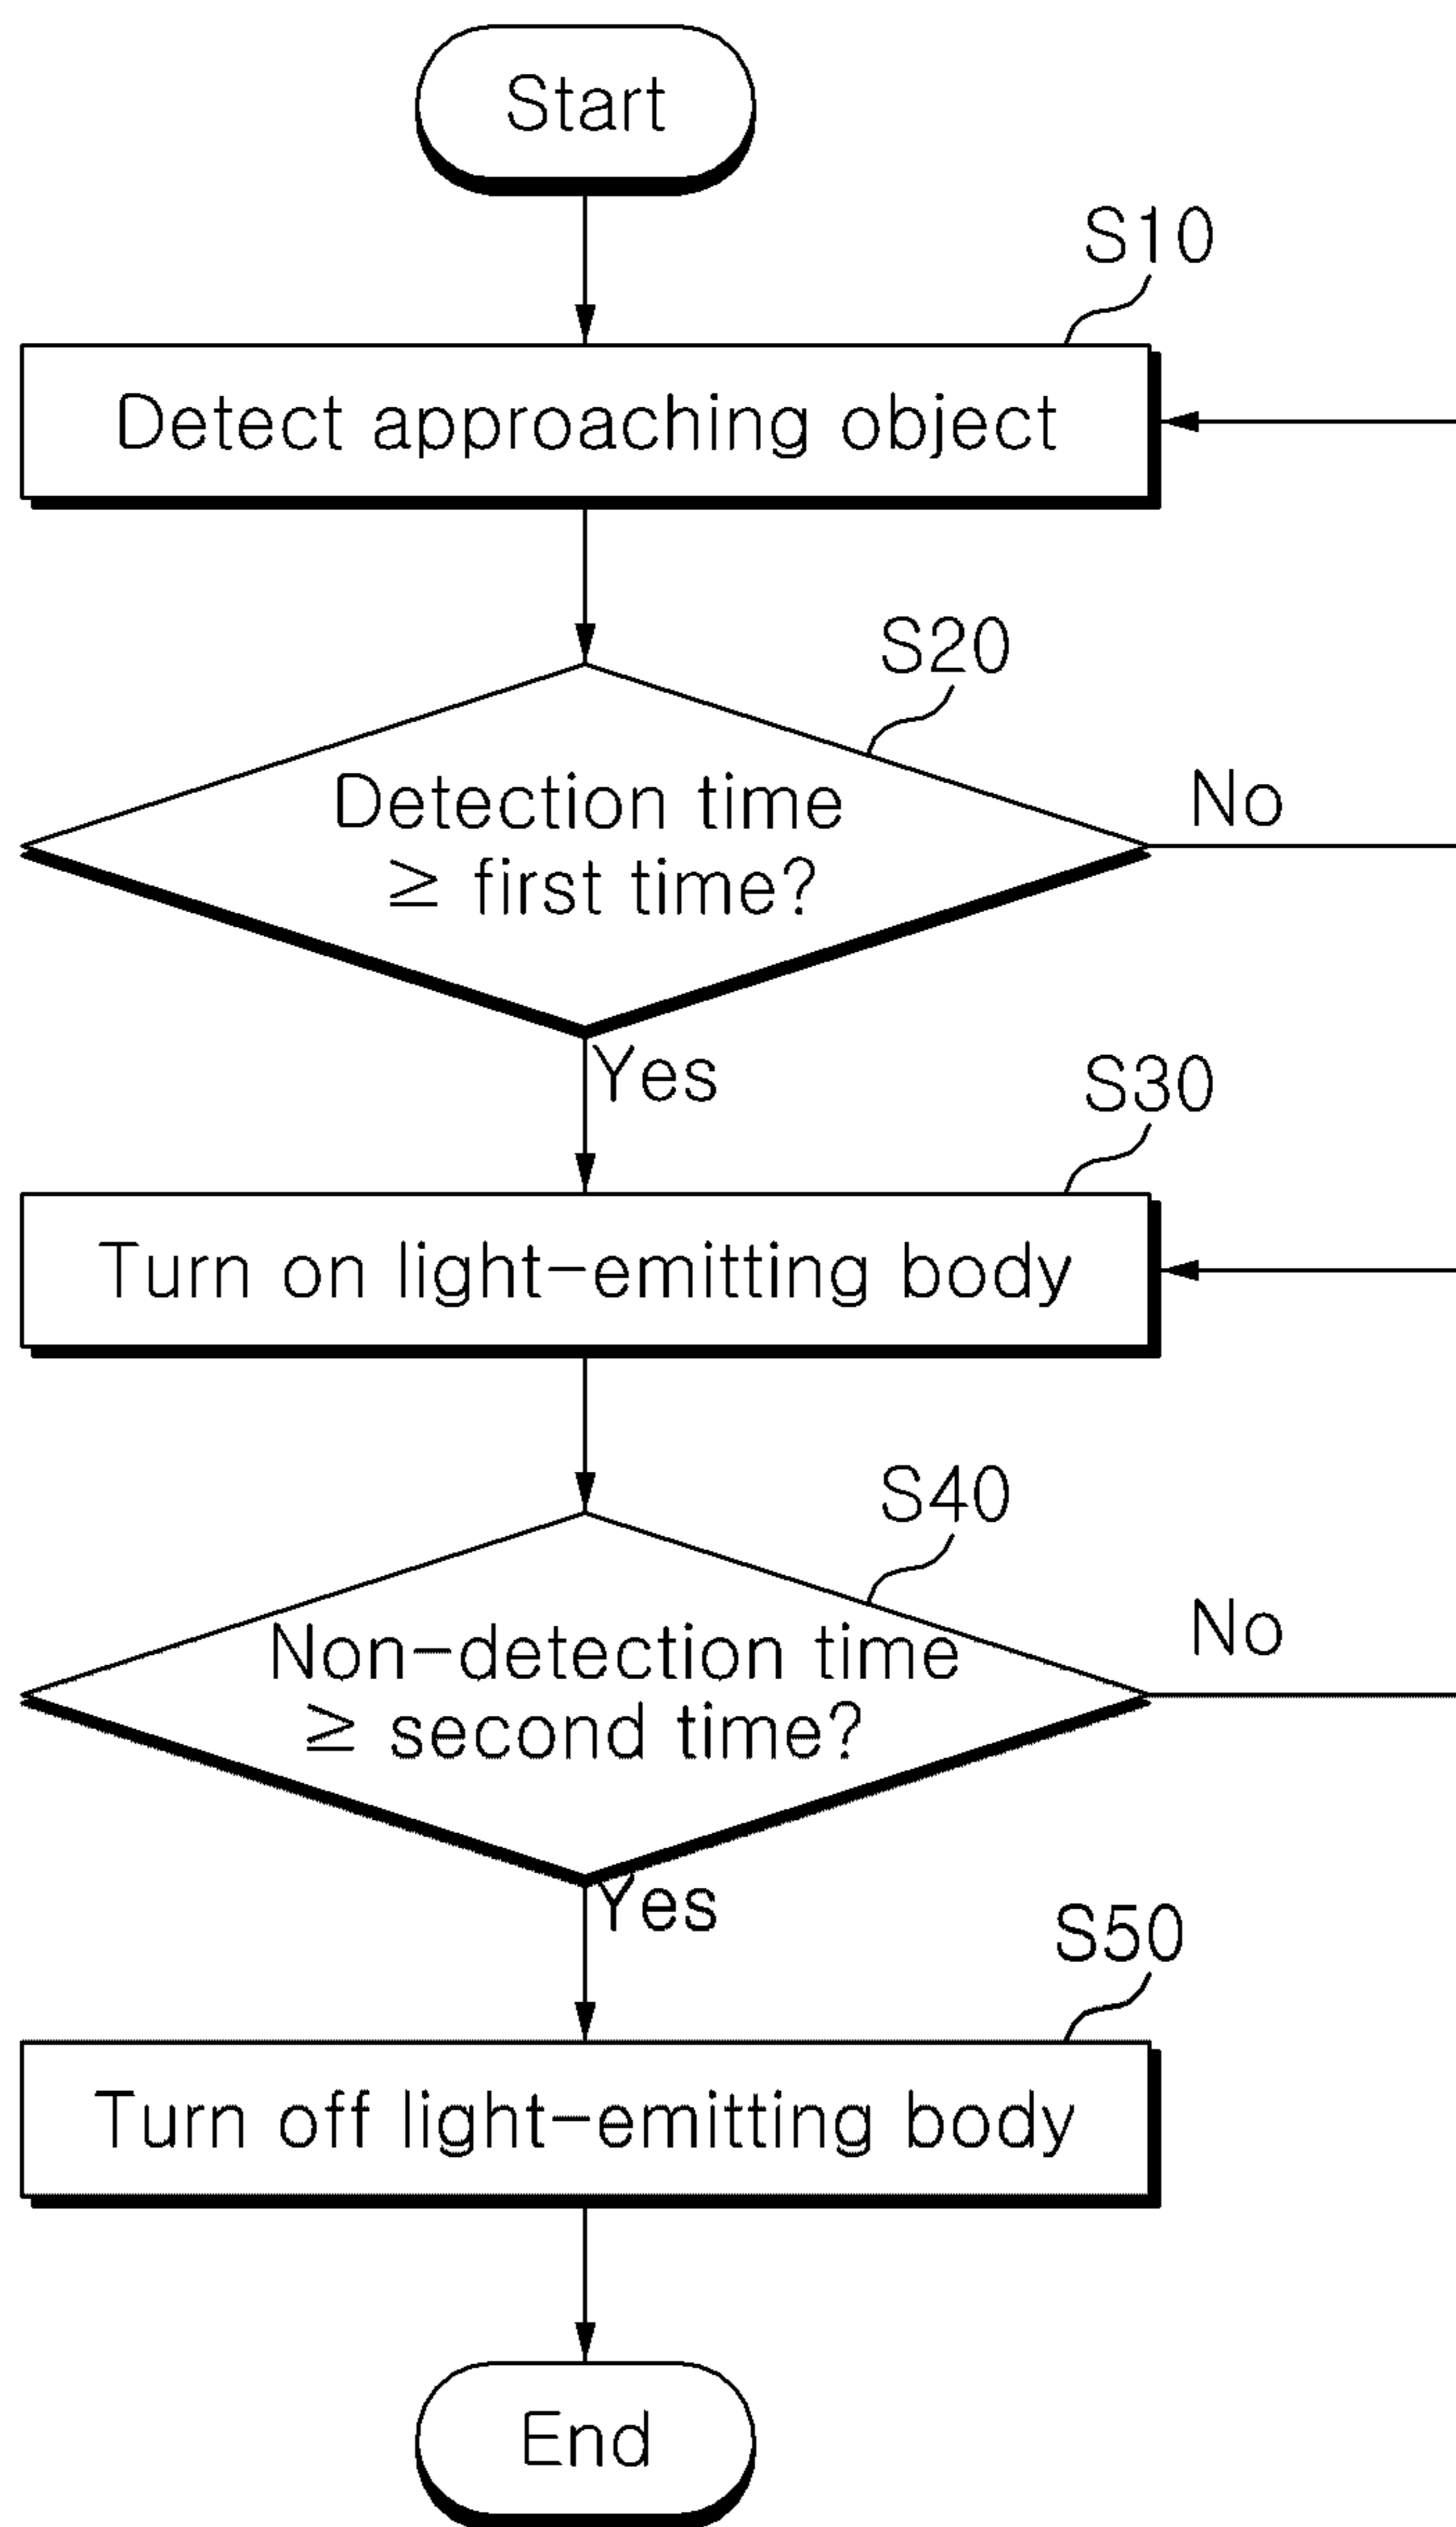 Start
S10
Detect approaching object
S20
Detection time
≥ first time?
No
Yes
S30
Turn on light-emitting body
S40
Non-detection time
≥ second time?
No
Yes
S50
Turn off light-emitting body
End